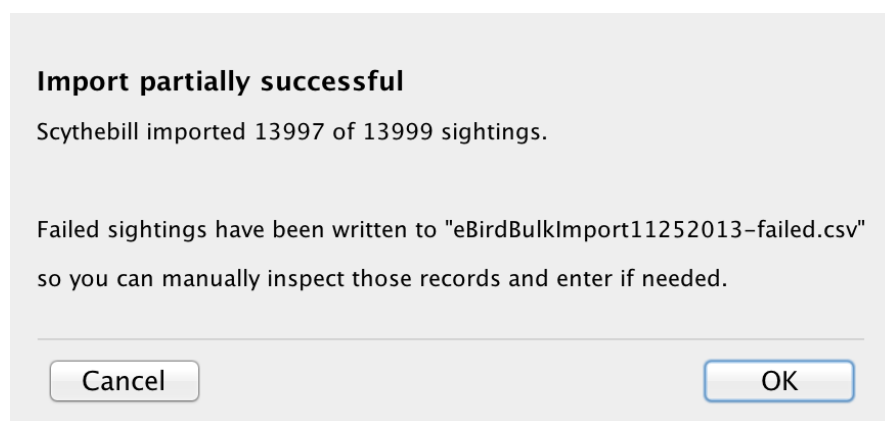 Import partially successful
Scythebill imported 13997 of 13999 sightings.
Failed sightings have been written to "eBirdBulkImport11252013-failed.csv"
so you can manually inspect those records and enter if needed.
Cancel
OK